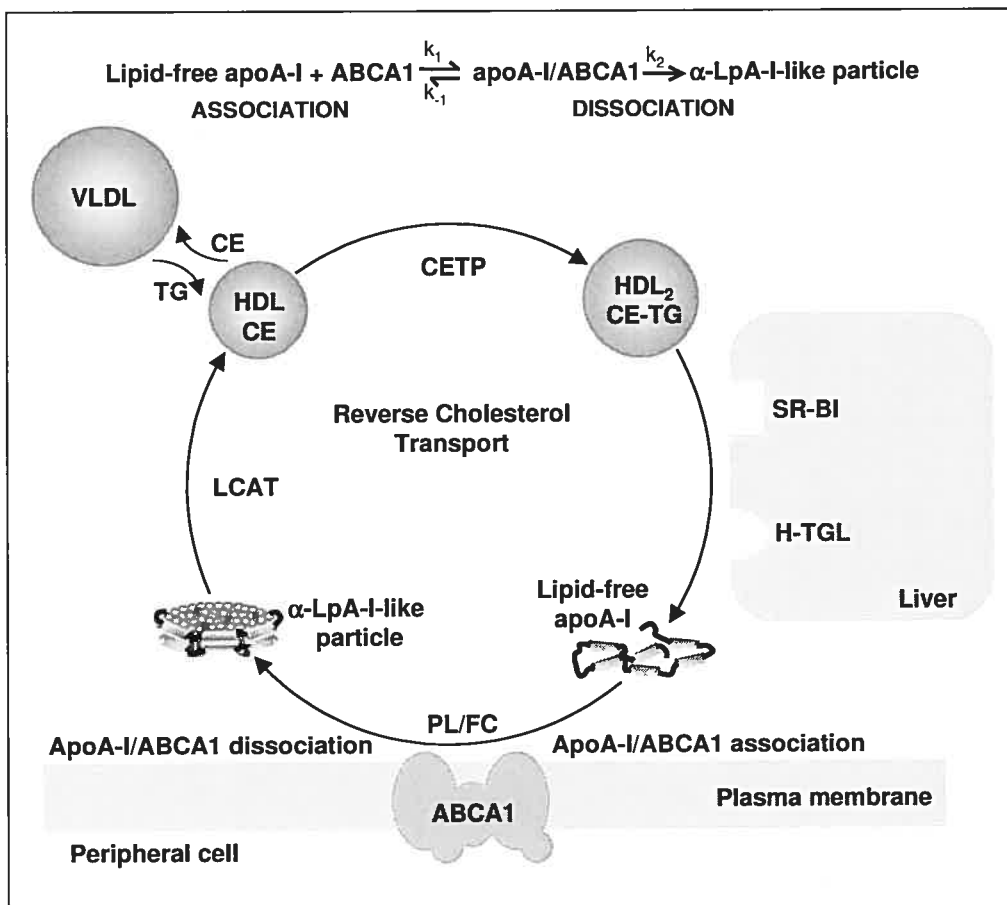 k₁
Lipid-free apoA-I + ABCA1 ⇌ apoA-I/ABCA1 k₂→ α-LpA-I-like particle
k₋₁
ASSOCIATION DISSOCIATION
VLDL
CE
TG
HDL
CE
CETP
HDL₂
CE-TG
SR-BI
Reverse Cholesterol
Transport
LCAT
H-TGL
Liver
Lipid-free
apoA-I
α-LpA-I-like
particle
PL/FC
ApoA-I/ABCA1 dissociation
ApoA-I/ABCA1 association
ABCA1
Plasma membrane
Peripheral cell